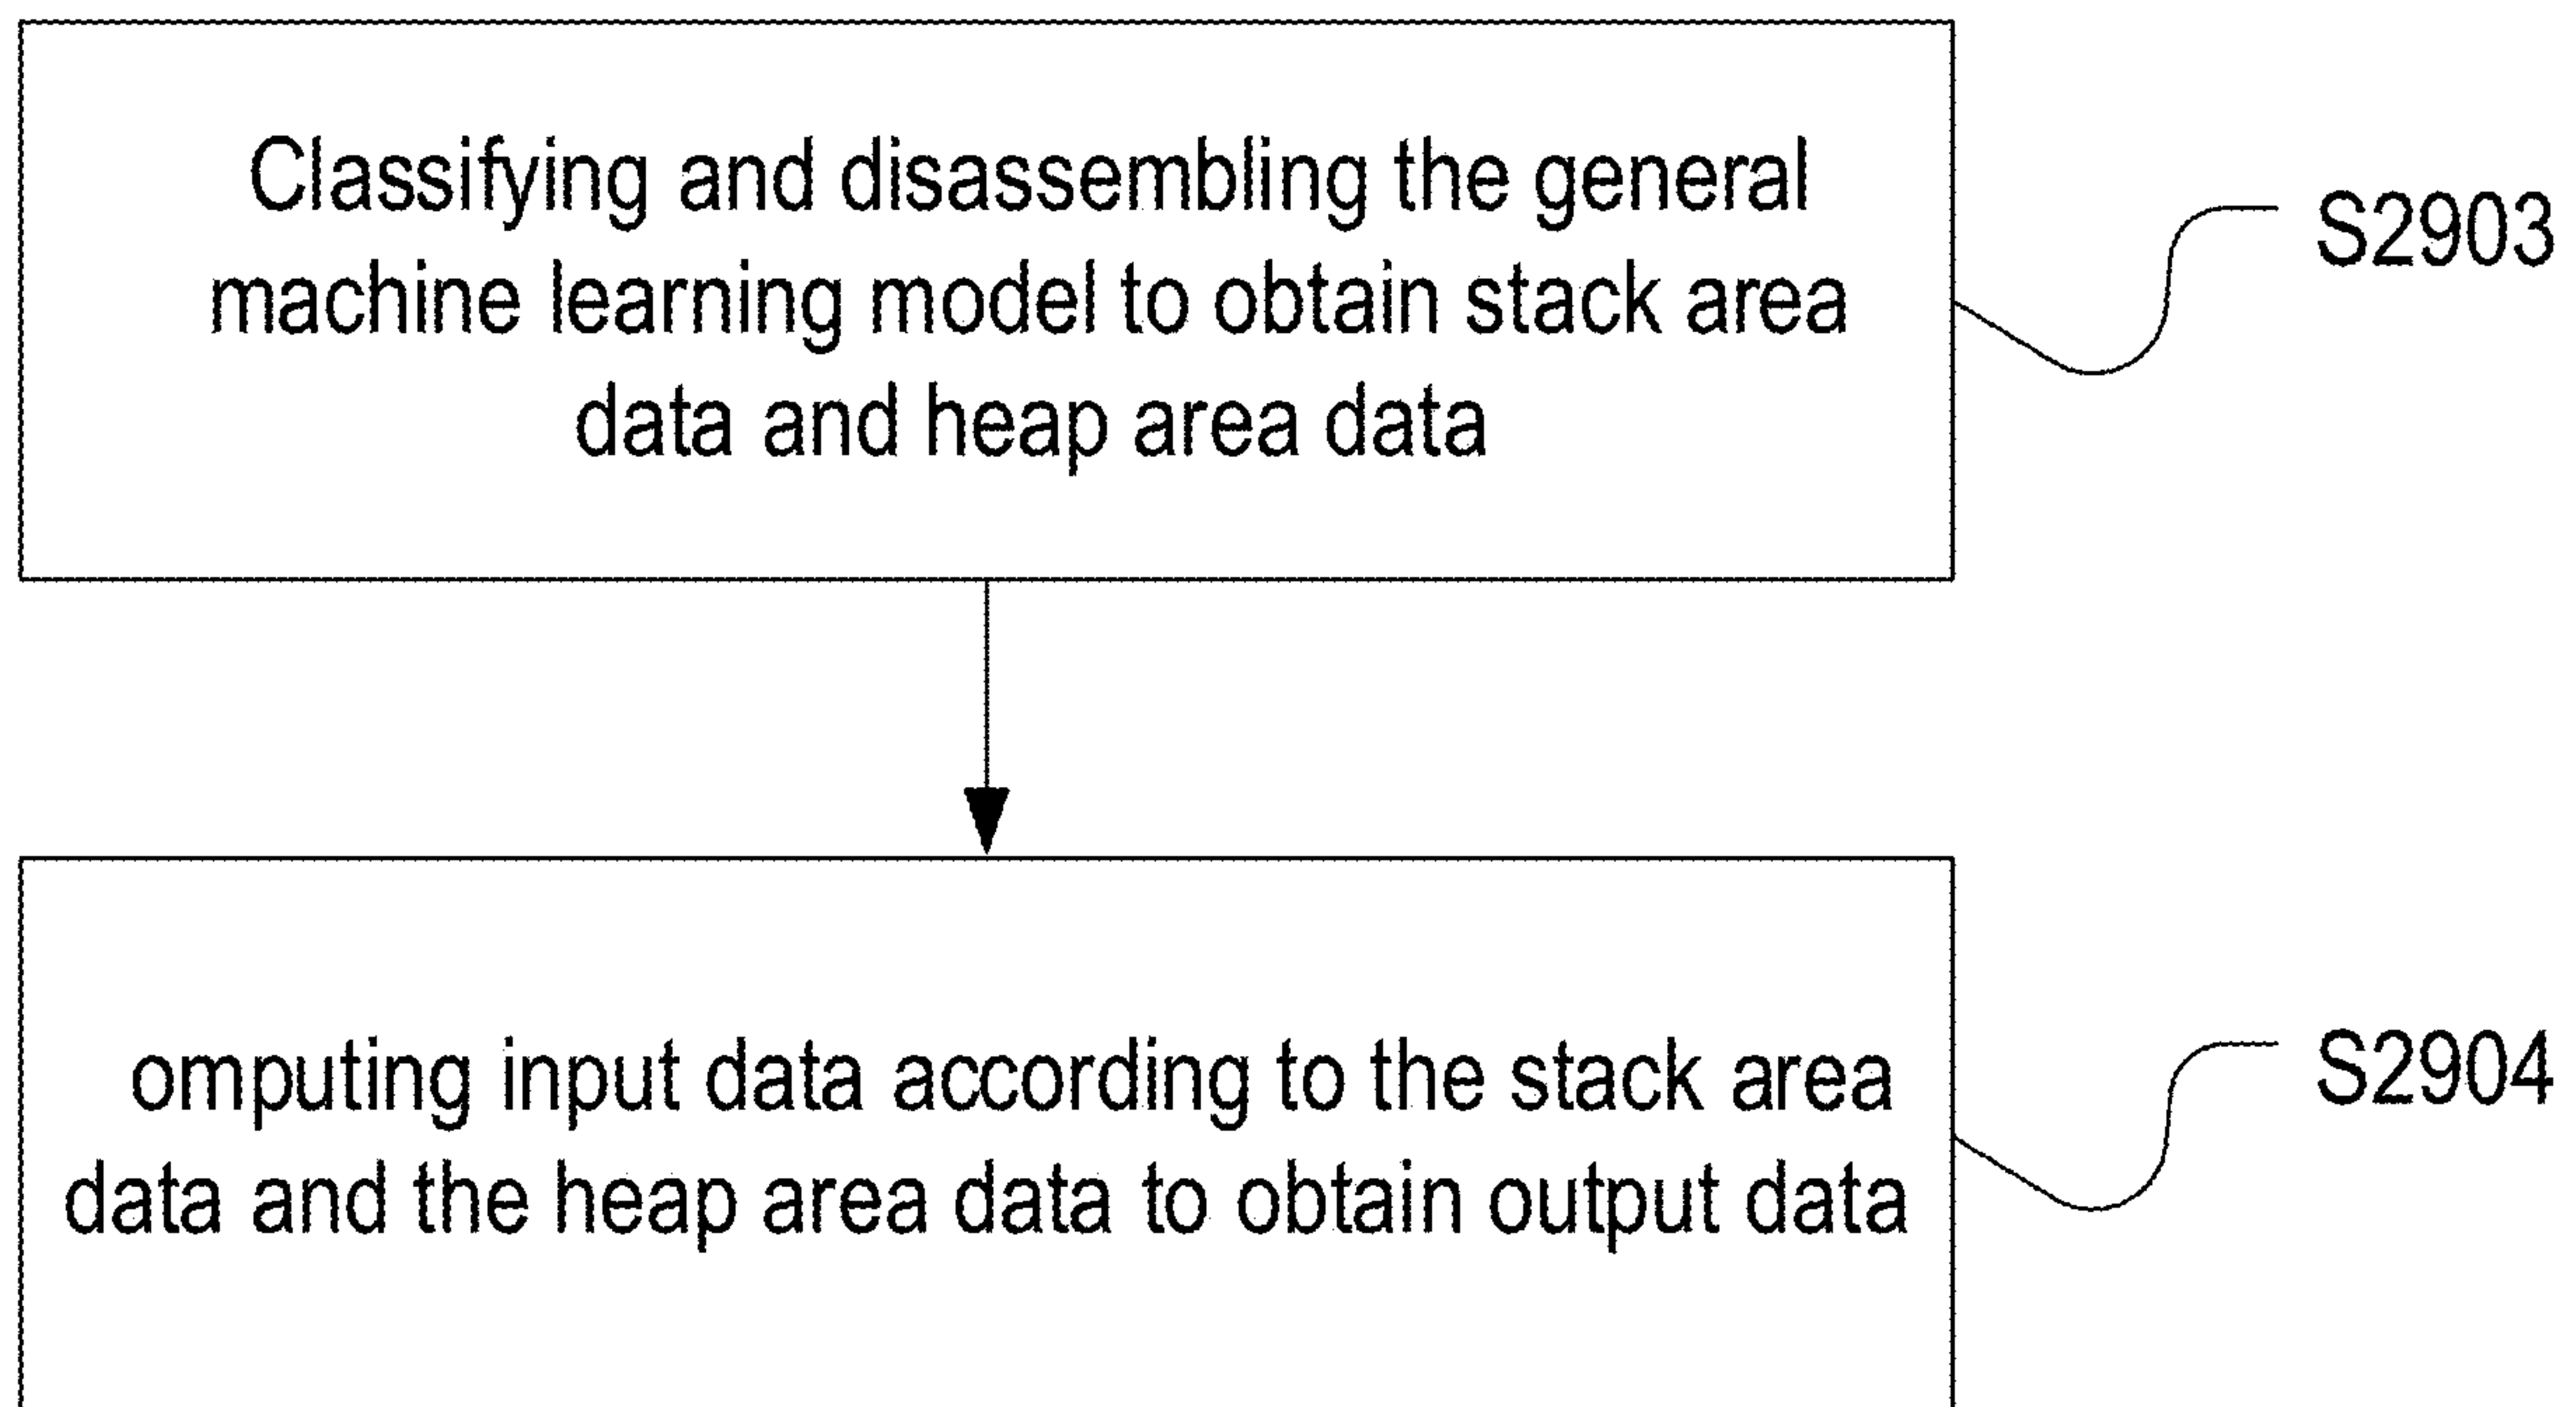 Classifying and disassembling the general
machine learning model to obtain stack area
data and heap area data
S2903
omputing input data according to the stack area
data and the heap area data to obtain output data
S2904